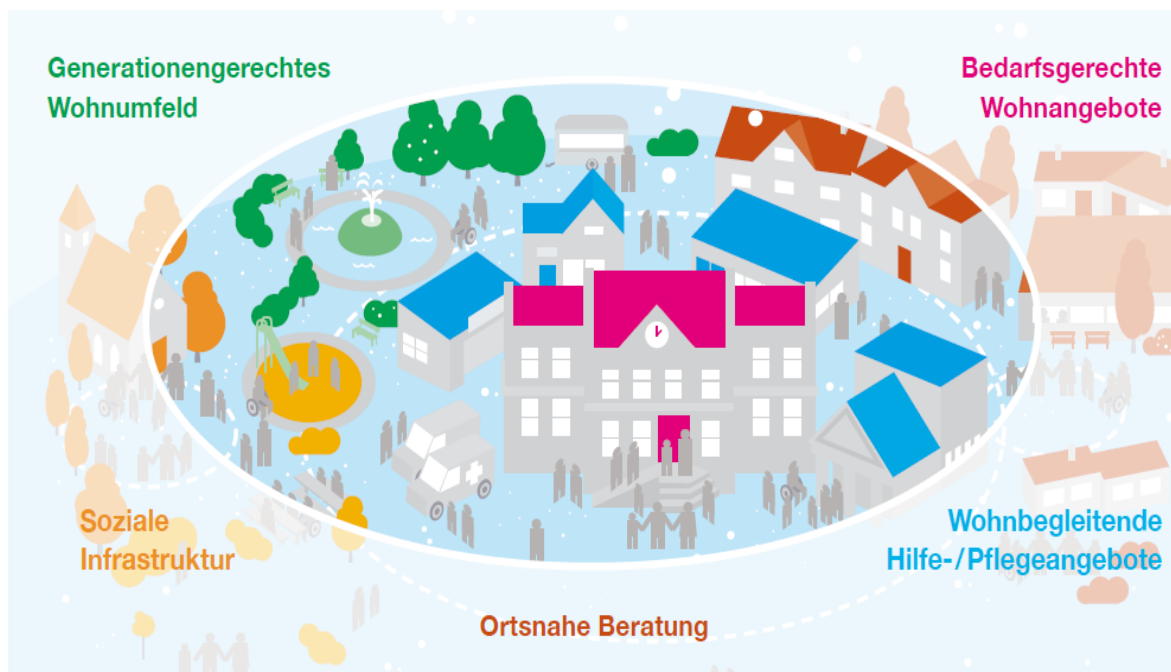 Generationengerechtes
Wohnumfeld
Bedarfsgerechte
Wohnangebote
Soziale
Infrastruktur
Wohnbegleitende
Hilfe-/Pflegeangebote
Ortsnahe Beratung